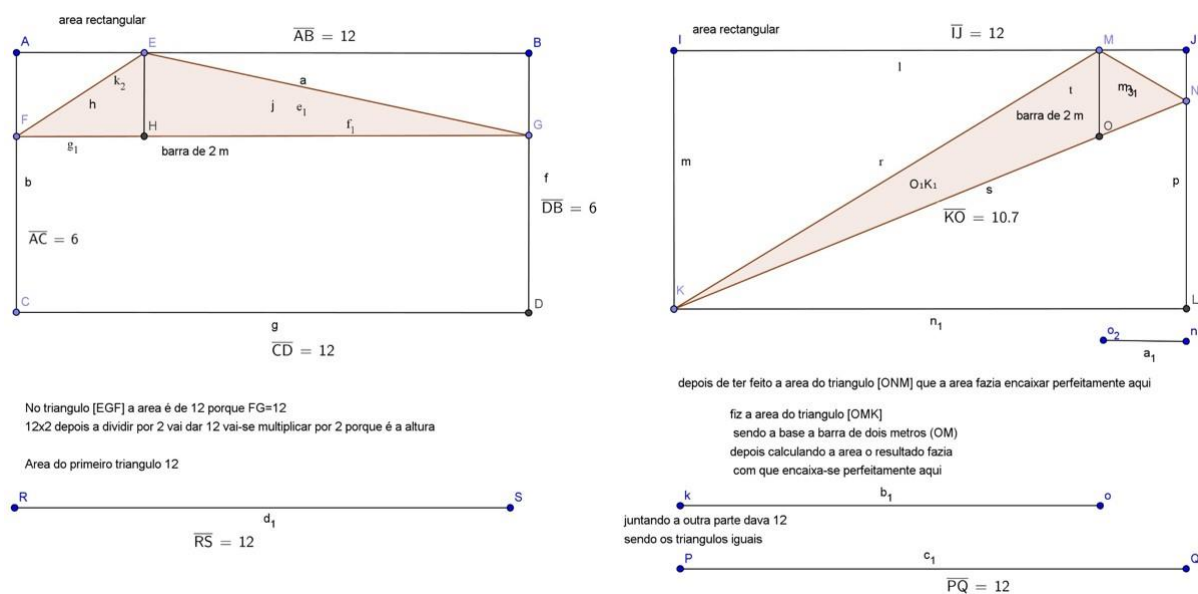 area rectangular
AB = 12
A
E
B
k₂
a
h
j
e₁
F
f₁
G
H
g₁
barra de 2 m
b
f
DB = 6
AC = 6
C
D
g
CD = 12
No triangulo [EGF] a area é de 12 porque FG=12
12x2 depois a dividir por 2 vai dar 12 vai-se multiplicar por 2 porque é a altura
Area do primeiro triangulo 12
R
S
d₁
RS = 12
area rectangular
IJ = 12
I
M
J
l
t
N
barra de 2 m
O
m
r
p
O₁K₁
s
KO = 10.7
K
L
n₁
o₂
n
a₁
depois de ter feito a area do triangulo [ONM] que a area fazia encaixar perfeitamente aqui
fiz a area do triangulo [OMK]
sendo a base a barra de dois metros (OM)
depois calculando a area o resultado fazia
com que encaixa-se perfeitamente aqui
k
b₁
o
juntando a outra parte dava 12
sendo os triangulos iguais
P
c₁
Q
PQ = 12